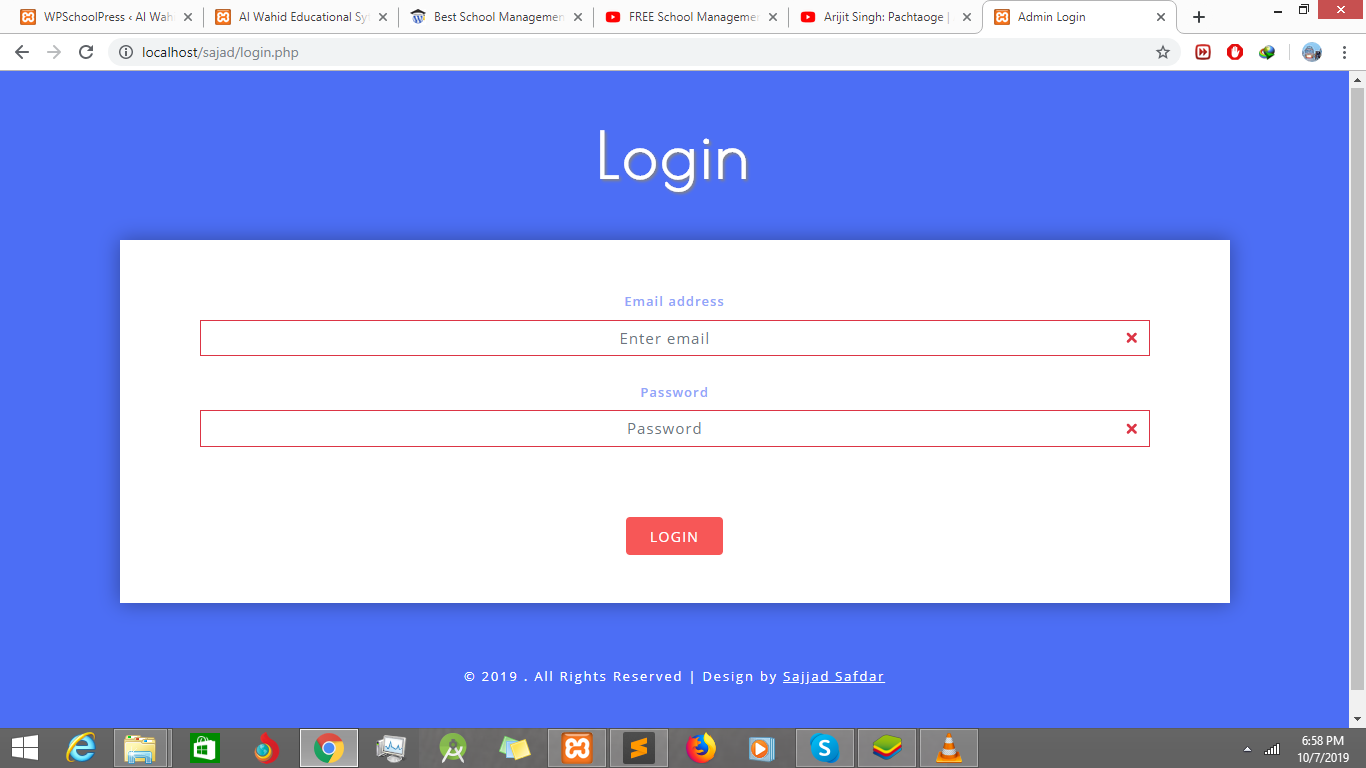 WPSchoolPress ‹ Al Wah
Al Wahid Educational Sy
Best School Managemen
FREE School Manageme
Arijit Singh: Pachtaoge |
Admin Login
localhost/sajad/login.php
Login
Email address
Enter email
Password
Password
LOGIN
© 2019 . All Rights Reserved | Design by Sajjad Safdar
6:58 PM
10/7/2019